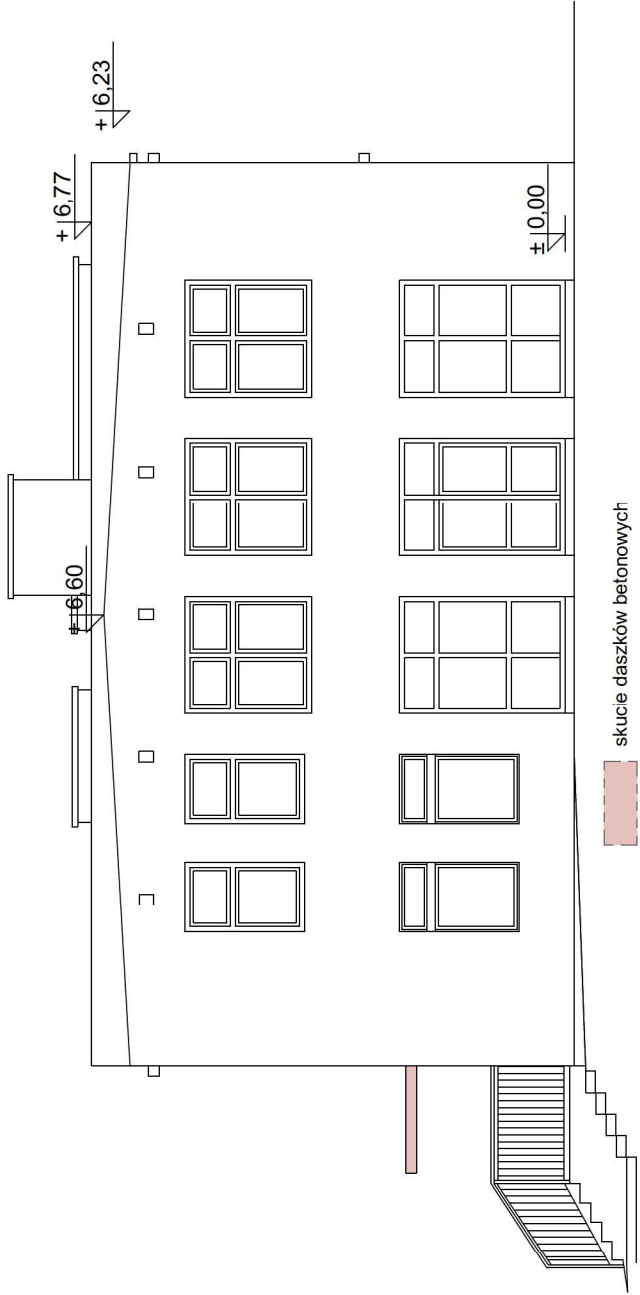 + 6,60
+ 6,77
+ 6,23
± 0,00
skucie daszków betonowych